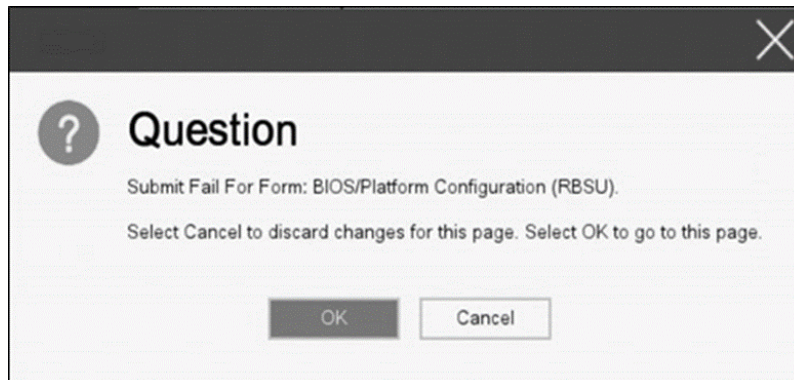 Question
Submit Fail For Form: BIOS/Platform Configuration (RBSU).
Select Cancel to discard changes for this page. Select OK to go to this page.
OK
Cancel